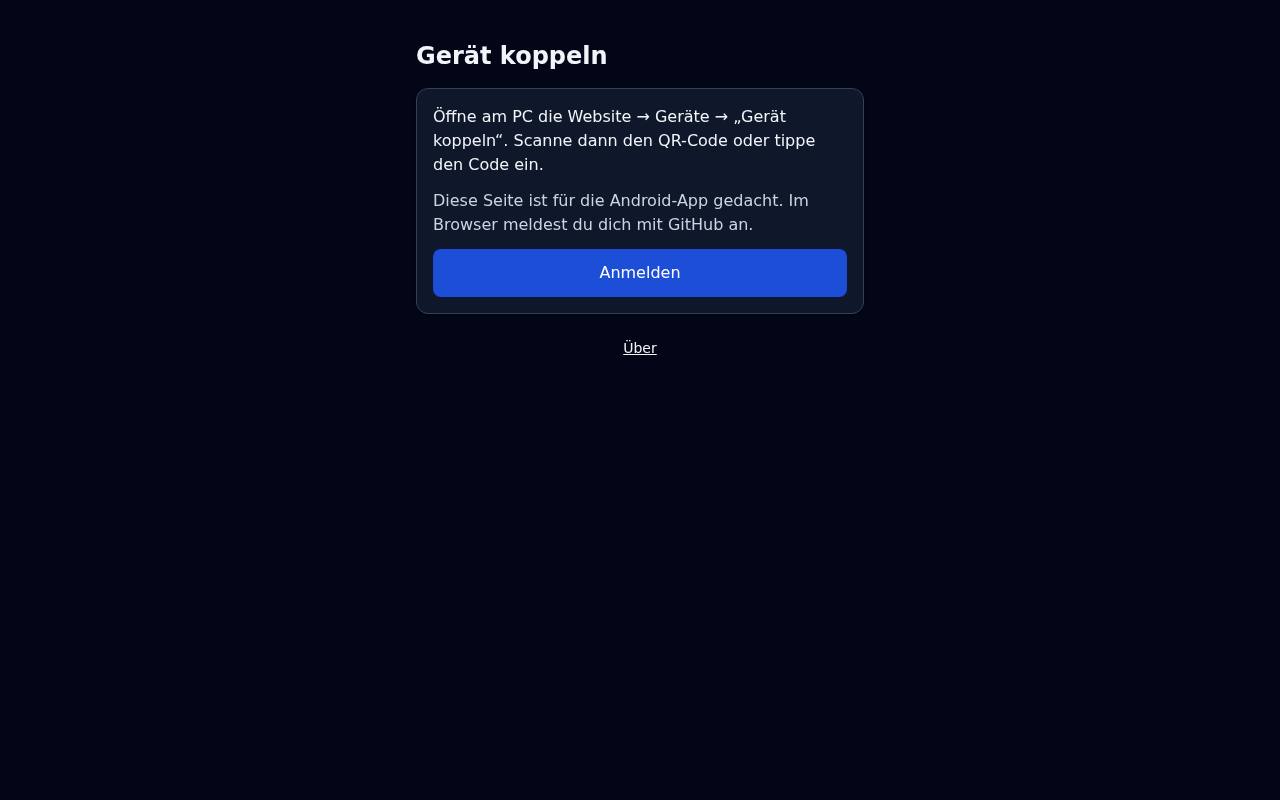 Gerät koppeln
Öffne am PC die Website → Geräte → „Gerät
koppeln“. Scanne dann den QR-Code oder tippe
den Code ein.
Diese Seite ist für die Android-App gedacht. Im
Browser meldest du dich mit GitHub an.
Anmelden
Über